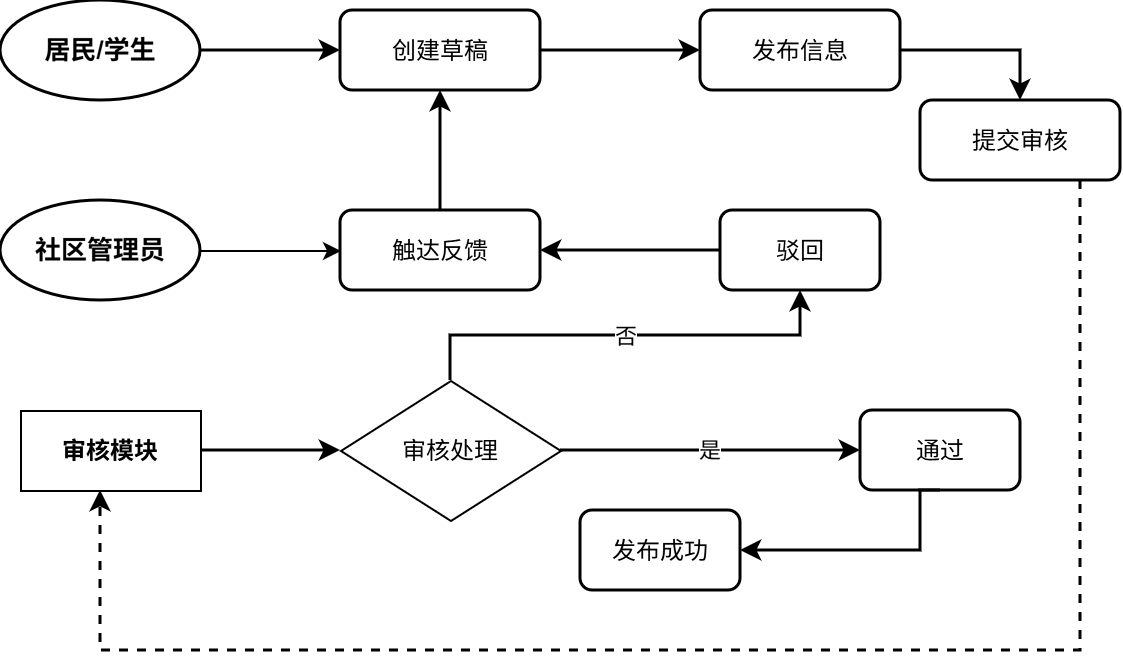 居民/学生
创建草稿
发布信息
提交审核
社区管理员
触达反馈
驳回
否
审核模块
审核处理
是
通过
发布成功